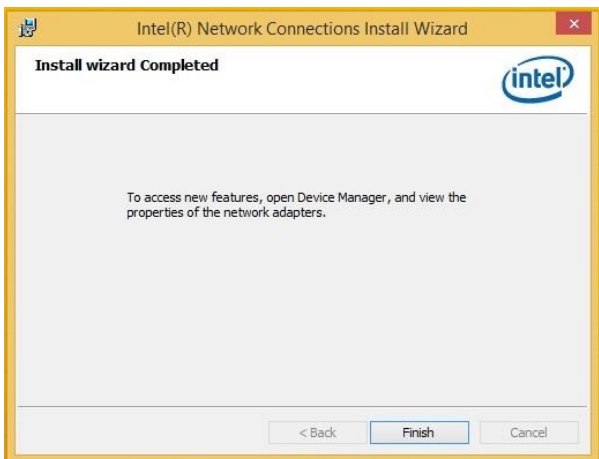 Intel(R) Network Connections Install Wizard
×
Install wizard Completed
intel
To access new features, open Device Manager, and view the
properties of the network adapters.
< Back
Finish
Cancel